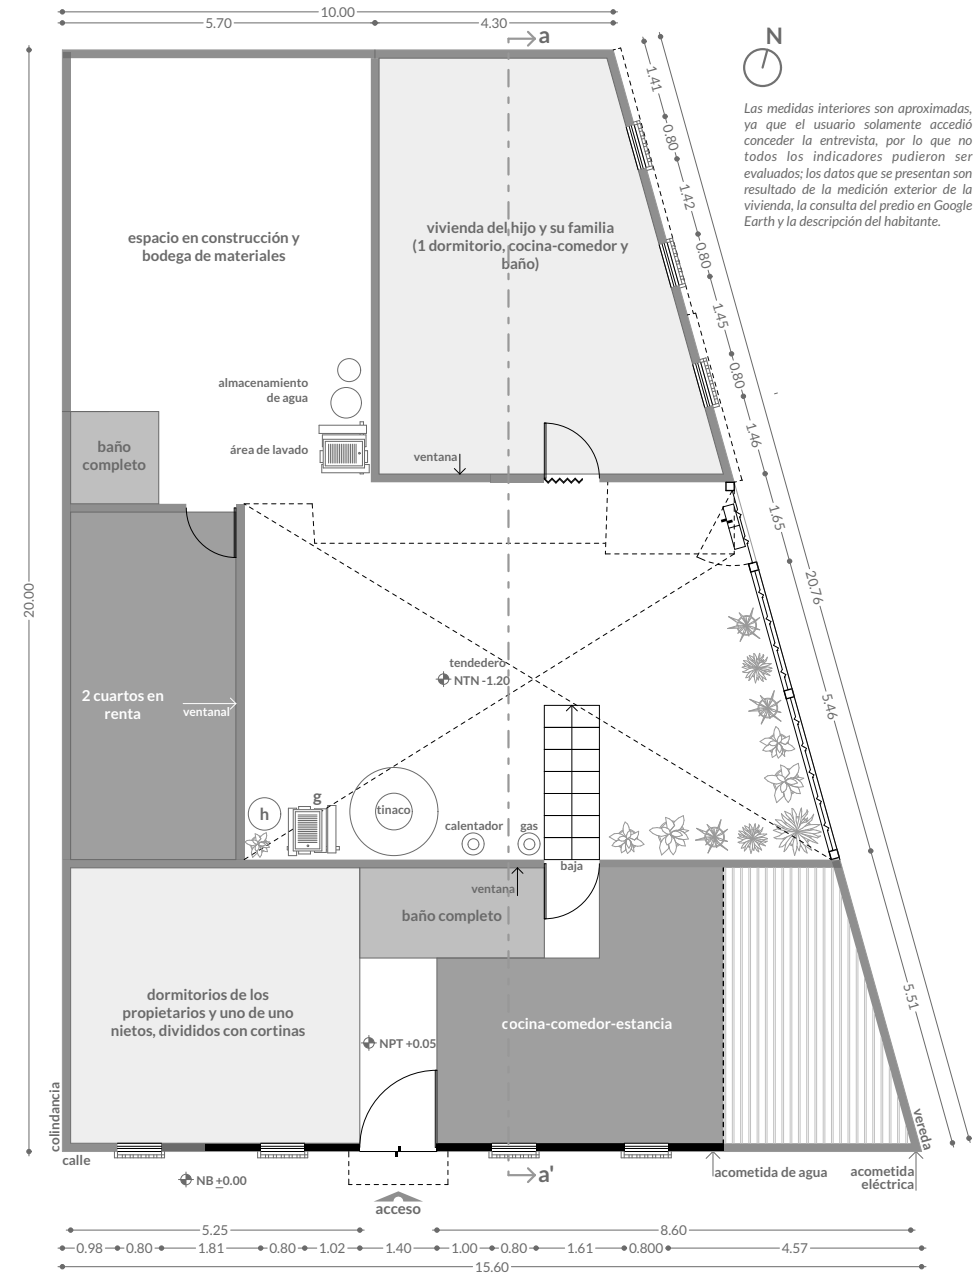 10.00
5.70
4.30
a
N
Las medidas interiores son aproximadas,
ya que el usuario solamente accedió
conceder la entrevista, por lo que no
todos los indicadores pudieron ser
evaluados; los datos que se presentan son
resultado de la medición exterior de la
vivienda, la consulta del predio en Google
Earth y la descripción del habitante.
1.41
0.80
1.42
0.80
1.45
0.80
1.46
1.65
20.76
5.46
5.51
20.00
espacio en construcción y
bodega de materiales
vivienda del hijo y su familia
(1 dormitorio, cocina-comedor y
baño)
almacenamiento
de agua
área de lavado
ventana
baño
completo
2 cuartos en
renta
ventanal
tendedero
NTN -1.20
h
g
tinaco
calentador
gas
baja
ventana
baño completo
dormitorios de los
propietarios y uno de uno
nietos, divididos con cortinas
cocina-comedor-estancia
NPT +0.05
colindancia
calle
vereda
NB +0.00
acceso
a'
acometida de agua
acometida
eléctrica
5.25
8.60
0.98
0.80
1.81
0.80
1.02
1.40
1.00
0.80
1.61
0.800
4.57
15.60